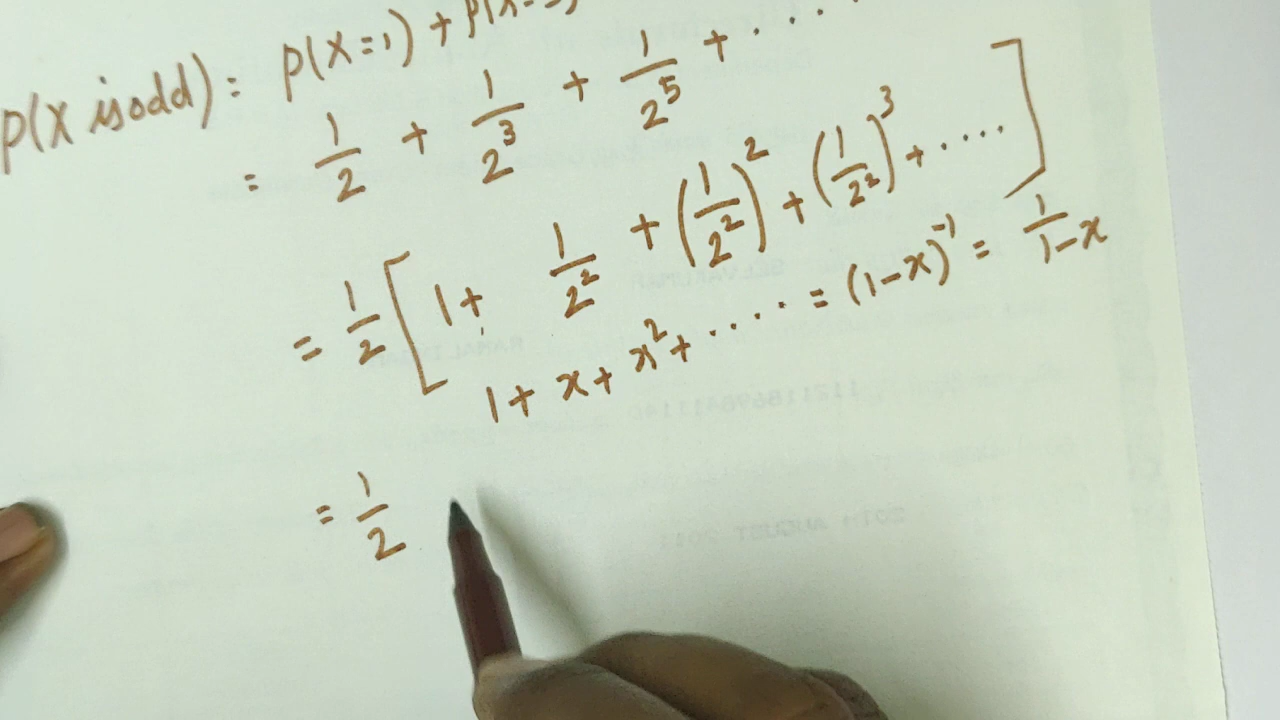 P(X is odd) = P(X=1) + P(X=
= 1/2 + 1/2^3 + 1/2^5 + .....
= 1/2 [ 1 + 1/2^2 + (1/2^2)^2 + (1/2^2)^3 + ..... ]
1 + x + x^2 + ..... = (1-x)^-1 = 1/1-x
= 1/2